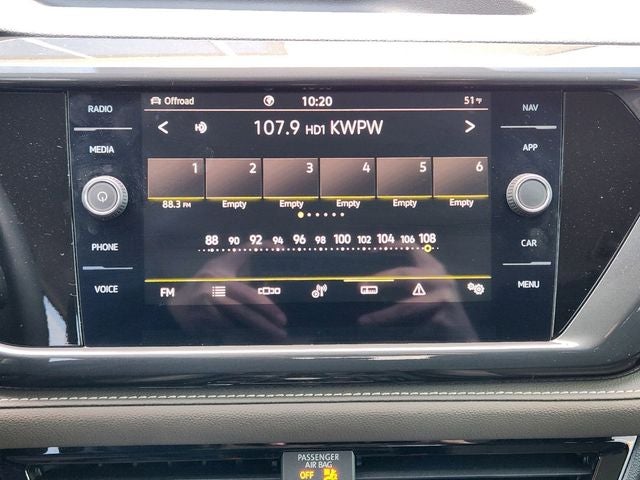 RADIO
MEDIA
PHONE
VOICE
Offroad 10:20 51°F
107.9 HD1 KWPW
1 2 3 4 5 6
88.3 FM Empty Empty Empty Empty Empty
88 90 92 94 96 98 100 102 104 106 108
FM
NAV
APP
CAR
MENU
PASSENGER
AIR BAG
OFF